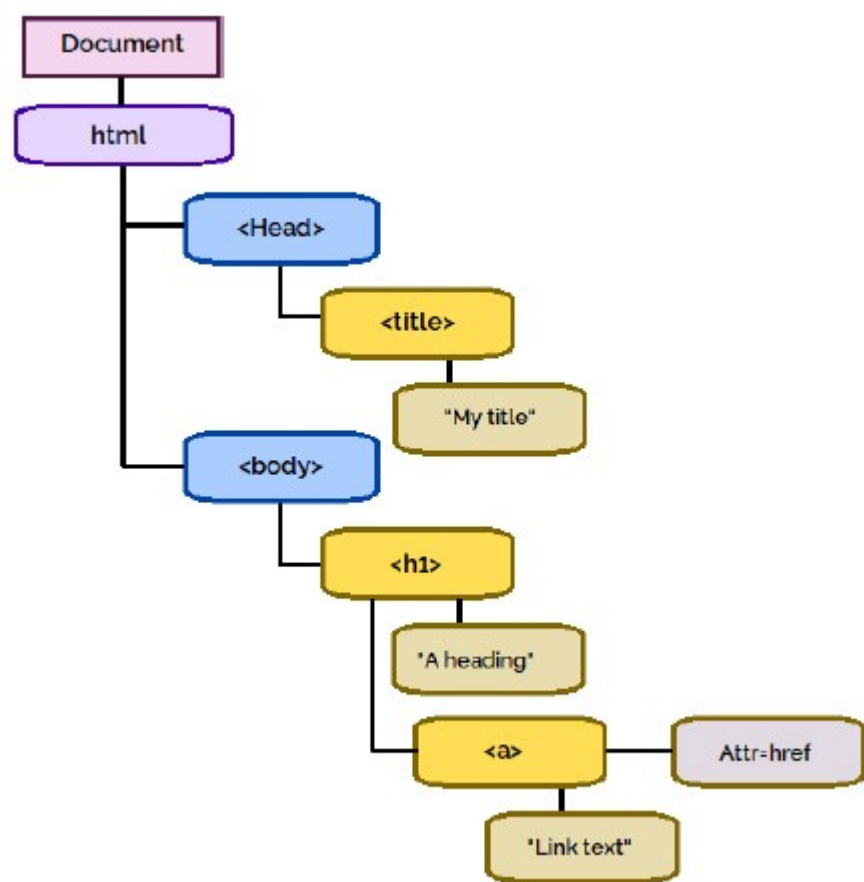 Document
html
<Head>
<title>
"My title"
<body>
<h1>
"A heading"
<a>
Attr=href
"Link text"